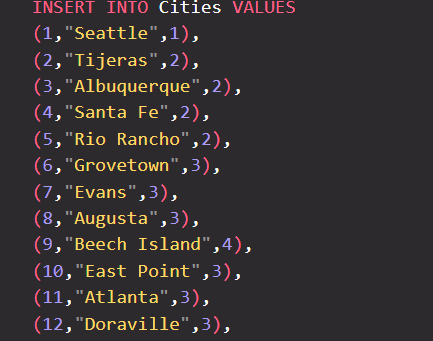 INSERT INTO Cities VALUES
(1,"Seattle",1),
(2,"Tijeras",2),
(3,"Albuquerque",2),
(4,"Santa Fe",2),
(5,"Rio Rancho",2),
(6,"Grovetown",3),
(7,"Evans",3),
(8,"Augusta",3),
(9,"Beech Island",4),
(10,"East Point",3),
(11,"Atlanta",3),
(12,"Doraville",3),